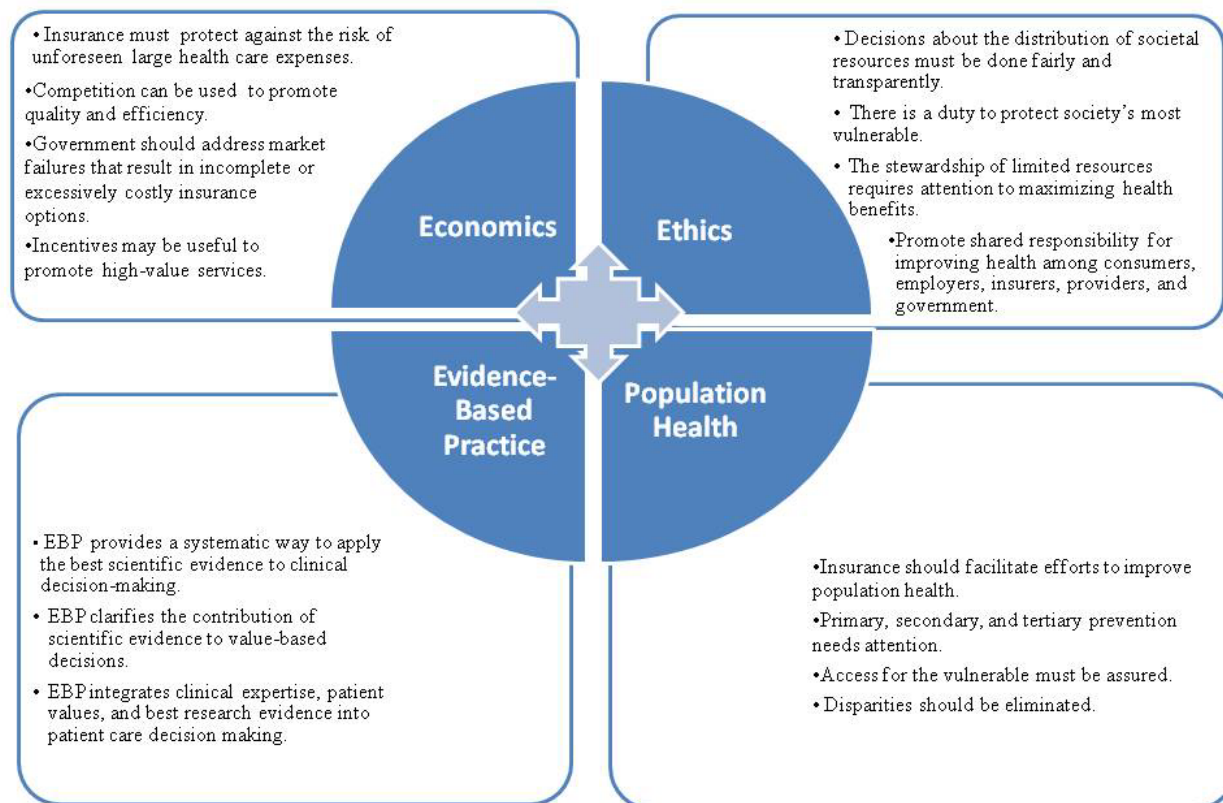 • Insurance must protect against the risk of
unforeseen large health care expenses.
•Competition can be used to promote
quality and efficiency.
•Government should address market
failures that result in incomplete or
excessively costly insurance
options.
•Incentives may be useful to
promote high-value services.
Economics
• Decisions about the distribution of societal
resources must be done fairly and
transparently.
• There is a duty to protect society's most
vulnerable.
• The stewardship of limited resources
requires attention to maximizing health
benefits.
•Promote shared responsibility for
improving health among consumers,
employers, insurers, providers, and
government.
Ethics
Evidence-
Based
Practice
• EBP provides a systematic way to apply
the best scientific evidence to clinical
decision-making.
• EBP clarifies the contribution of
scientific evidence to value-based
decisions.
• EBP integrates clinical expertise, patient
values, and best research evidence into
patient care decision making.
Population
Health
•Insurance should facilitate efforts to improve
population health.
•Primary, secondary, and tertiary prevention
needs attention.
•Access for the vulnerable must be assured.
• Disparities should be eliminated.